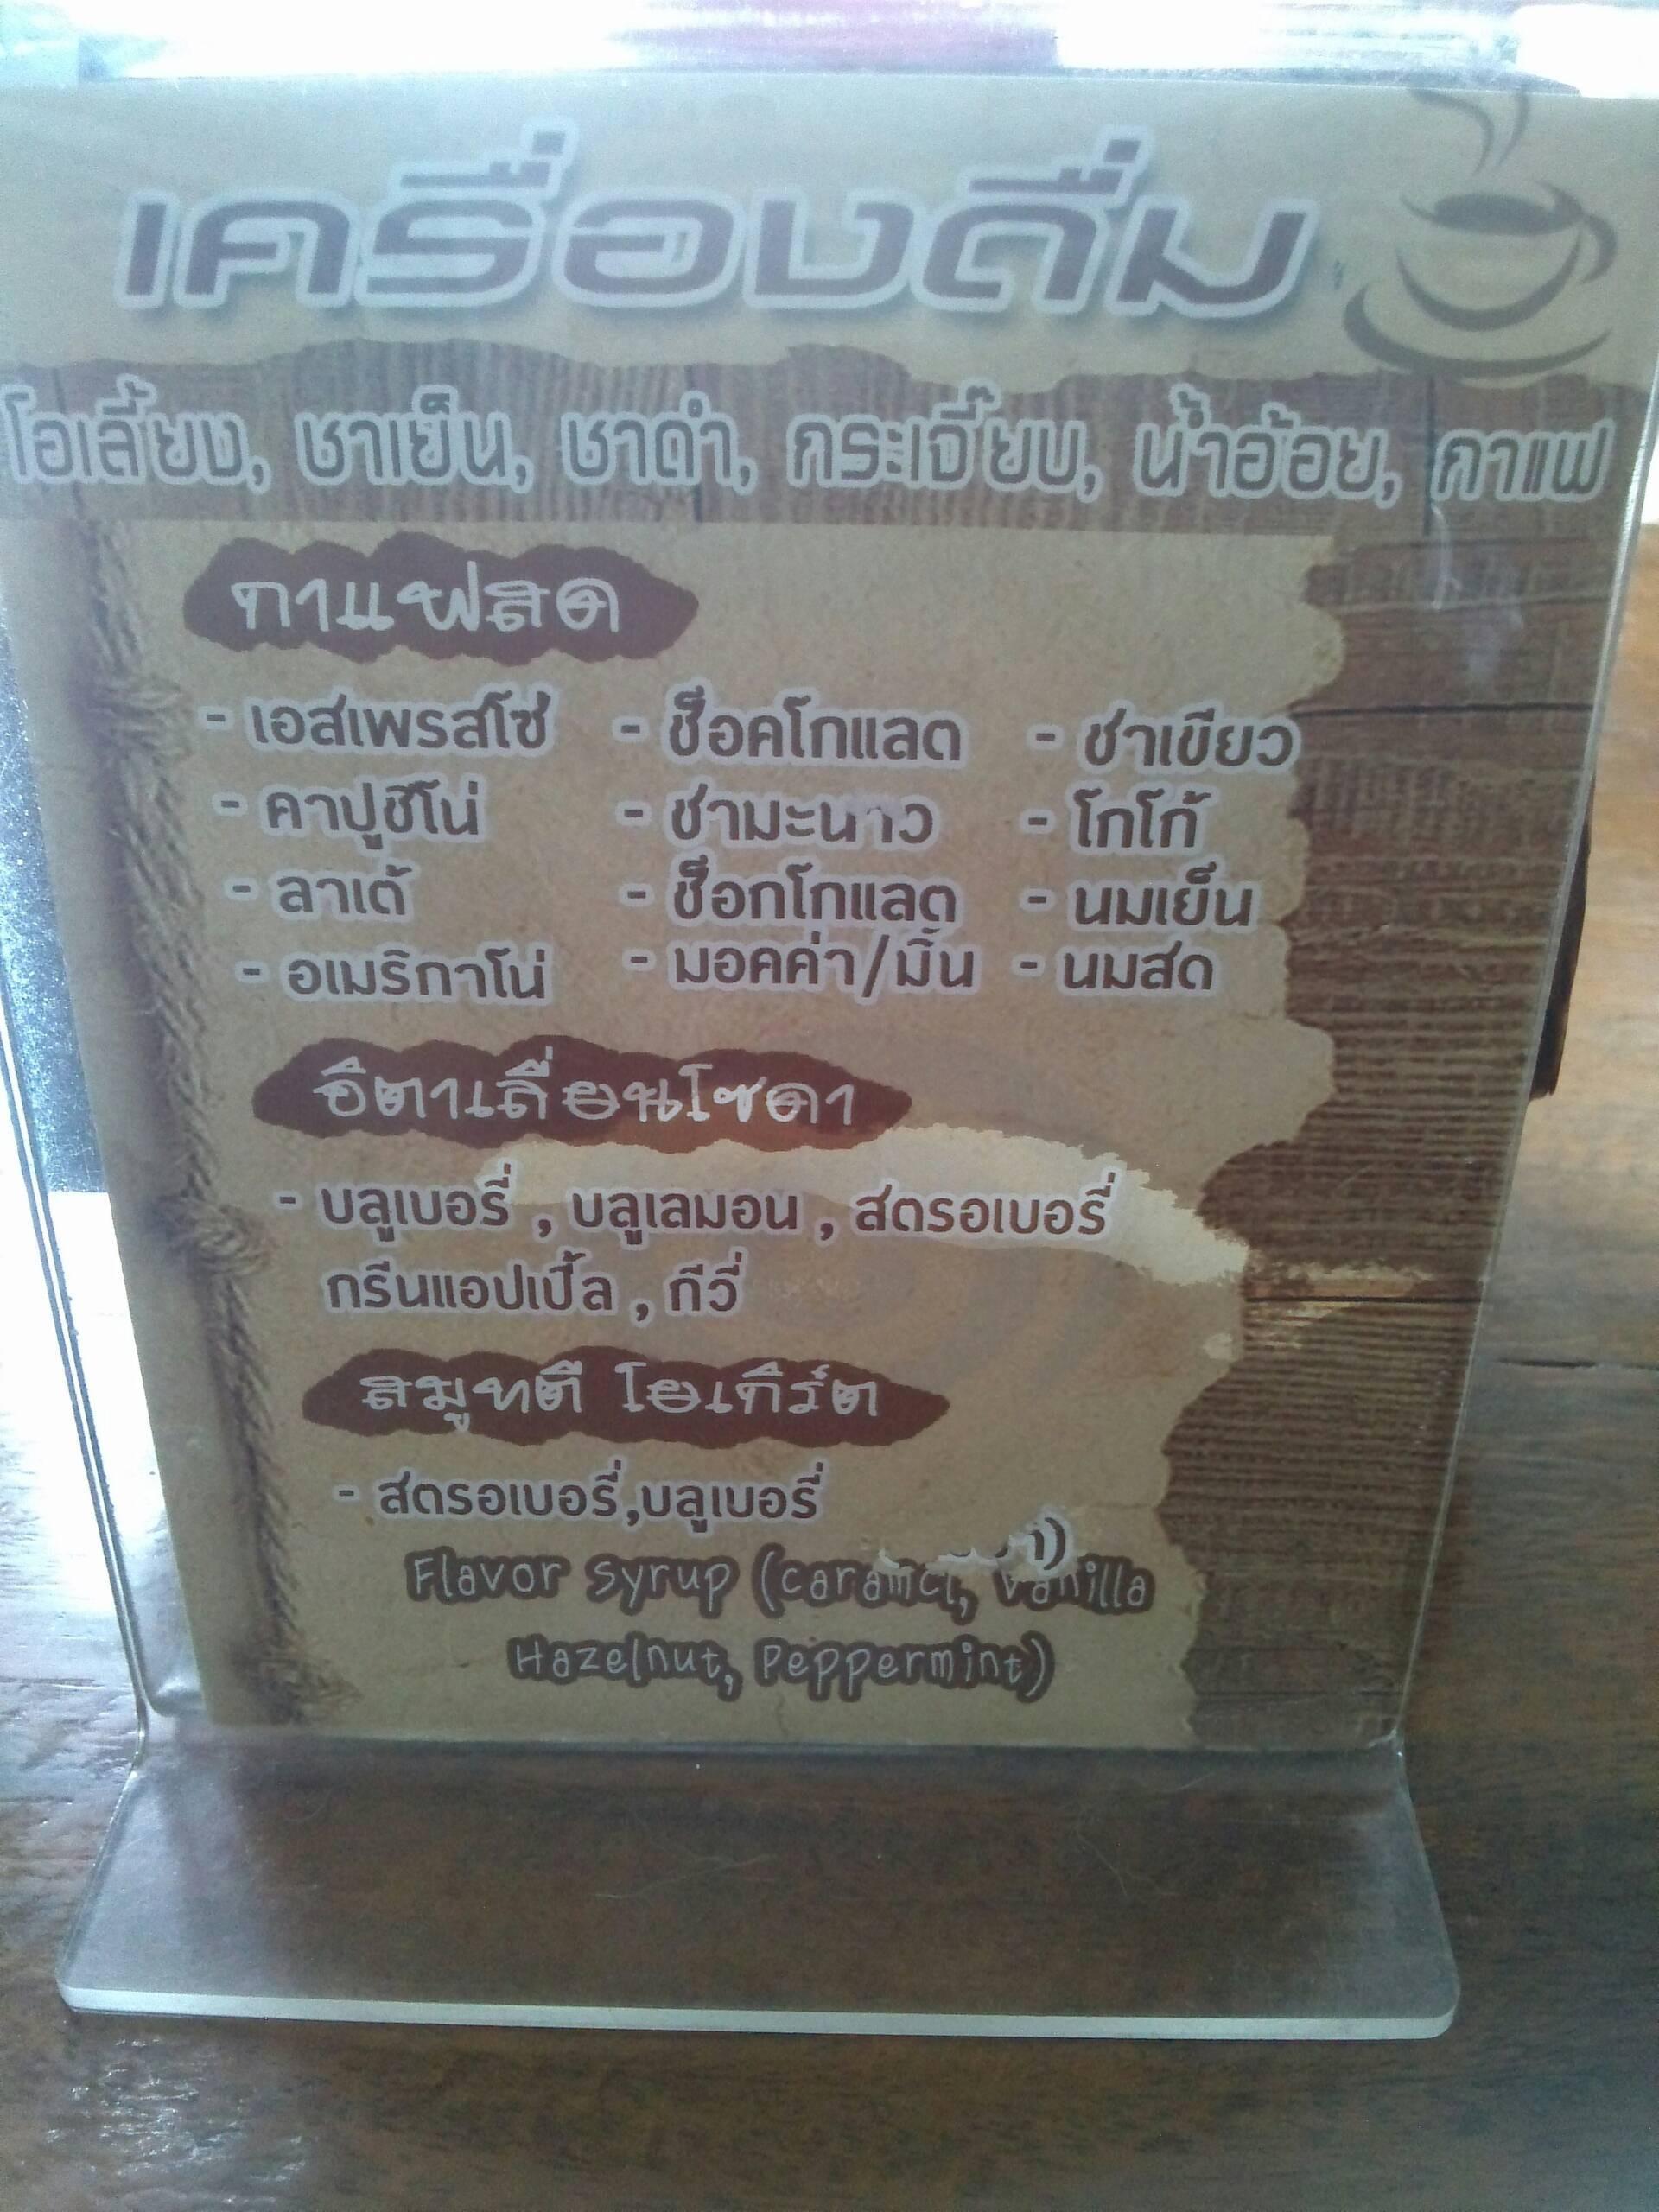 เครื่องดื่ม
โอเลี้ยง, ชาเย็น, ชาดำ, กระเจี๊ยบ, น้ำอ้อย, กาแฟ
กาแฟสด
- เอสเพรสโซ่ - ช็อคโกแลต - ชาเขียว
- คาปูชิโน่ - ชามะนาว - โกโก้
- ลาเต้ - ช็อกโกแลต - นมเย็น
- อเมริกาโน่ - มอคค่า/มิ้น - นมสด
อิตาเลี่ยนโซดา
- บลูเบอรี่ , บลูเลมอน , สตรอเบอรี่
กรีนแอปเปิ้ล , กีวี่
สมูทตี โยเกิร์ต
- สตรอเบอรี่,บลูเบอรี่
Flavor Syrup (caramel, Vanilla
Hazelnut, Peppermint)